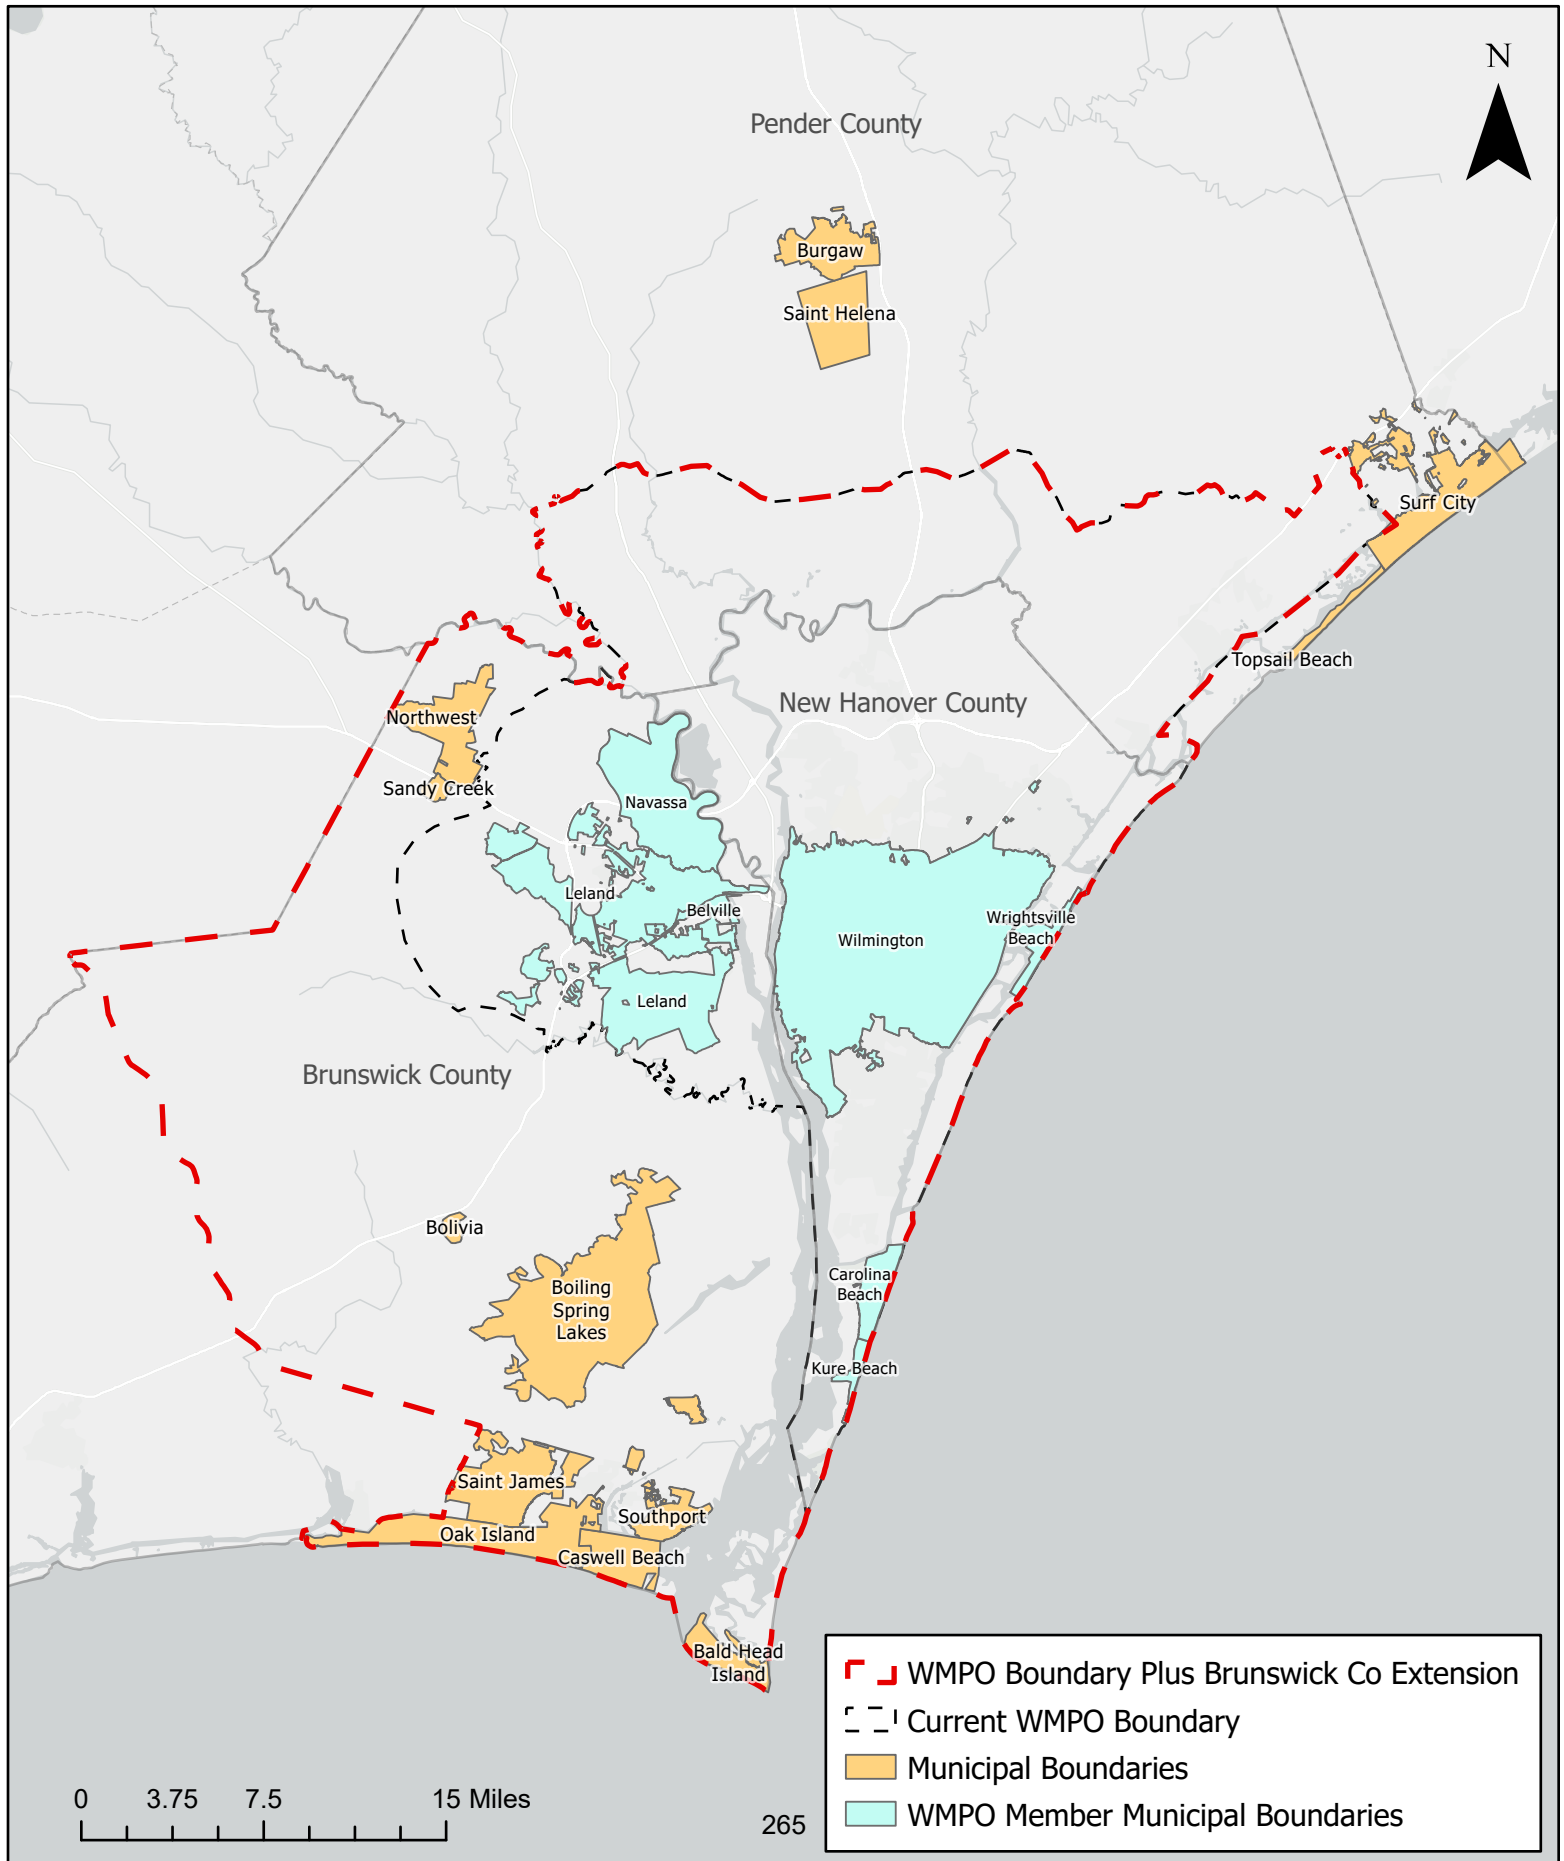 N
Pender County
Burgaw
Saint Helena
Surf City
Topsail Beach
New Hanover County
Northwest
Sandy Creek
Navassa
Leland
Belville
Wilmington
Wrightsville
Beach
Leland
Brunswick County
Bolivia
Boiling
Spring
Lakes
Carolina
Beach
Kure Beach
Saint James
Southport
Oak Island
Caswell Beach
Bald Head
Island
WMPO Boundary Plus Brunswick Co Extension
Current WMPO Boundary
Municipal Boundaries
WMPO Member Municipal Boundaries
0 3.75 7.5 15 Miles
265